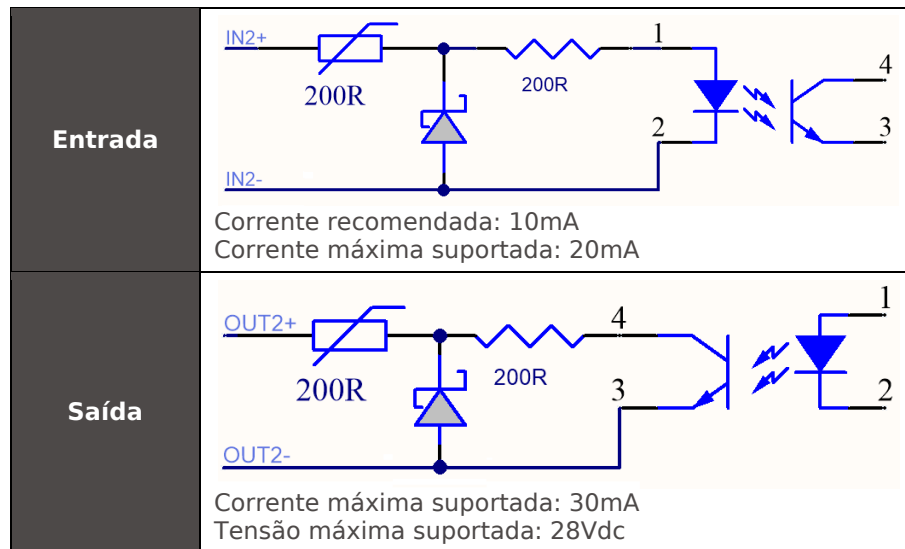 Entrada
IN2+
200R
200R
1
2
4
3
IN2-
Corrente recomendada: 10mA
Corrente máxima suportada: 20mA
Saída
OUT2+
200R
200R
4
3
1
2
OUT2-
Corrente máxima suportada: 30mA
Tensão máxima suportada: 28Vdc